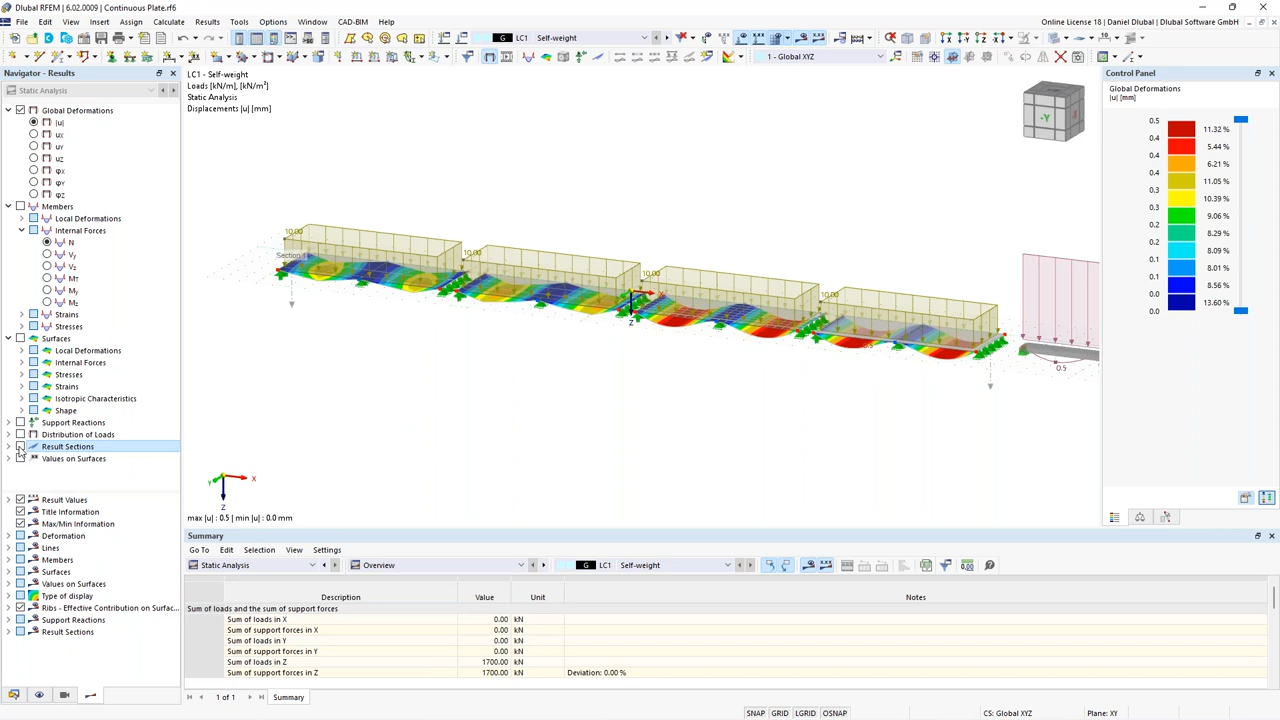 Dlubal RFEM | 6.02.0009 | Continuous Plate.rf6
File Edit View Insert Assign Calculate Results Tools Options Window CAD-BIM Help
Online License 18 | Daniel Dlubal | Dlubal Software GmbH
G LC1 Self-weight
1 - Global XYZ
Navigator - Results
Static Analysis
Global Deformations
|u|
uX
uY
uZ
φX
φY
φZ
Members
Local Deformations
Internal Forces
N
Vy
Vz
MT
My
Mz
Strains
Stresses
Surfaces
Local Deformations
Internal Forces
Stresses
Strains
Isotropic Characteristics
Shape
Support Reactions
Distribution of Loads
Result Sections
Values on Surfaces
Result Values
Title Information
Max/Min Information
Deformation
Lines
Members
Surfaces
Values on Surfaces
Type of display
Ribs - Effective Contribution on Surfac...
Support Reactions
Result Sections
LC1 - Self-weight
Loads [kN/m], [kN/m²]
Static Analysis
Displacements |u| [mm]
10.00
10.00
10.00
10.00
Section 1
X
Z
0.5
0.5
-Y
Y X
Z
max |u| : 0.5 | min |u| : 0.0 mm
Control Panel
Global Deformations
|u| [mm]
0.5
11.32 %
0.4
5.44 %
0.4
6.21 %
0.4
11.05 %
0.3
10.39 %
0.3
9.06 %
0.2
8.29 %
0.2
8.09 %
0.1
8.01 %
0.1
8.56 %
0.0
13.60 %
0.0
Summary
Go To Edit Selection View Settings
Static Analysis Overview G LC1 Self-weight
Description Value Unit Notes
Sum of loads and the sum of support forces
Sum of loads in X 0.00 kN
Sum of support forces in X 0.00 kN
Sum of loads in Y 0.00 kN
Sum of support forces in Y 0.00 kN
Sum of loads in Z 1700.00 kN
Sum of support forces in Z 1700.00 kN Deviation: 0.00 %
1 of 1 Summary
SNAP GRID LGRID OSNAP CS: Global XYZ Plane: XY